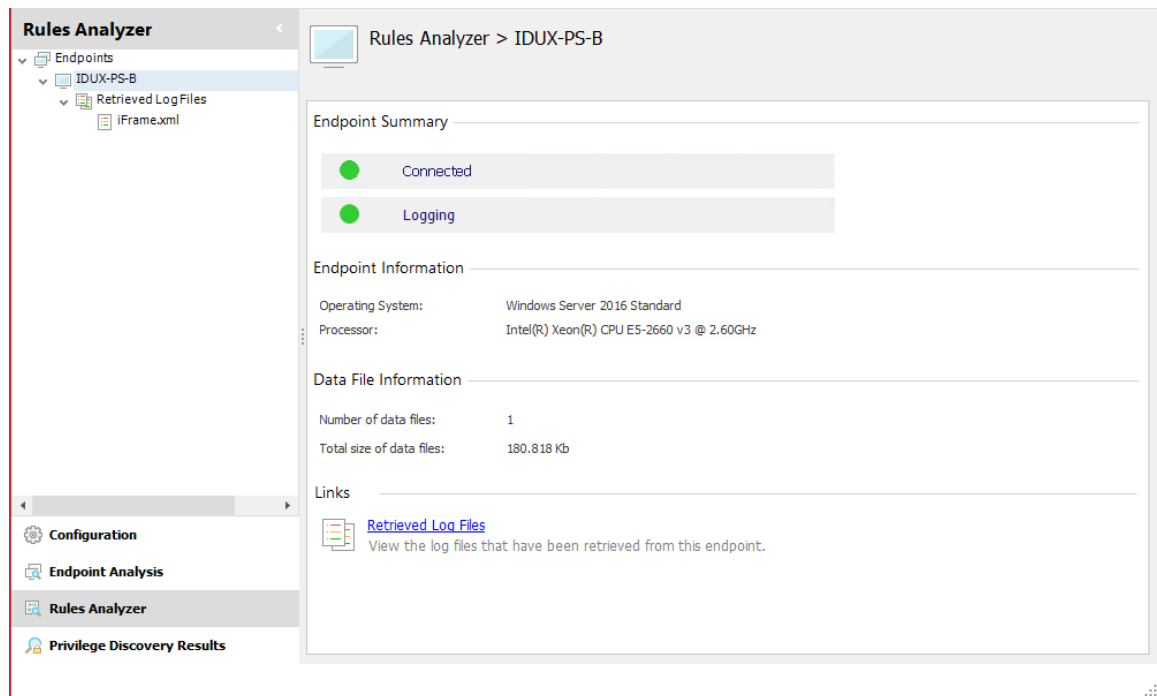 Rules Analyzer
Endpoints
IDUX-PS-B
Retrieved Log Files
iFrame.xml
Configuration
Endpoint Analysis
Rules Analyzer
Privilege Discovery Results
Rules Analyzer > IDUX-PS-B
Endpoint Summary
Connected
Logging
Endpoint Information
Operating System: Windows Server 2016 Standard
Processor: Intel(R) Xeon(R) CPU E5-2660 v3 @ 2.60GHz
Data File Information
Number of data files: 1
Total size of data files: 180.818 Kb
Links
Retrieved Log Files
View the log files that have been retrieved from this endpoint.